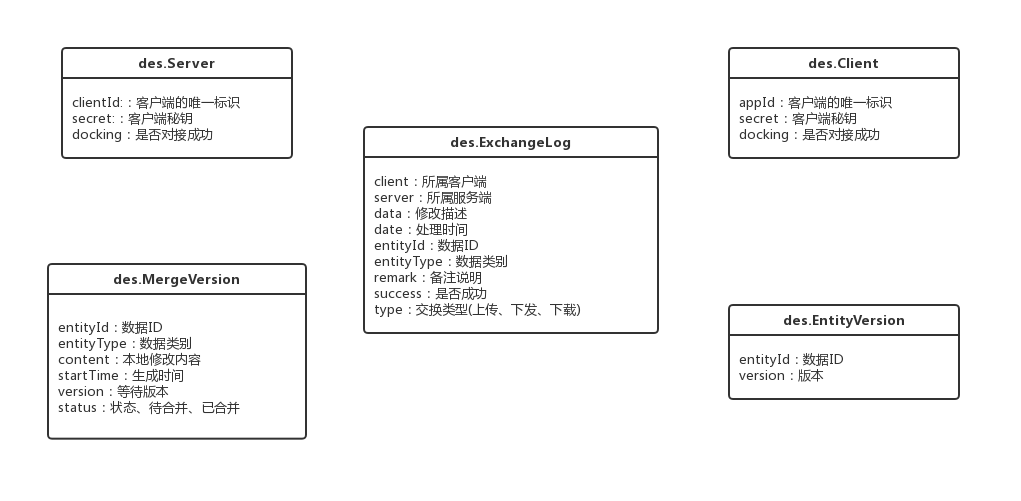 des.Server
clientId:：客户端的唯一标识
secret:：客户端秘钥
docking：是否对接成功
des.Client
appId：客户端的唯一标识
secret：客户端秘钥
docking：是否对接成功
des.ExchangeLog
client：所属客户端
server：所属服务端
data：修改描述
date：处理时间
entityId：数据ID
entityType：数据类别
remark：备注说明
success：是否成功
type：交换类型(上传、下发、下载)
des.MergeVersion
entityId：数据ID
entityType：数据类别
content：本地修改内容
startTime：生成时间
version：等待版本
status：状态、待合并、已合并
des.EntityVersion
entityId：数据ID
version：版本